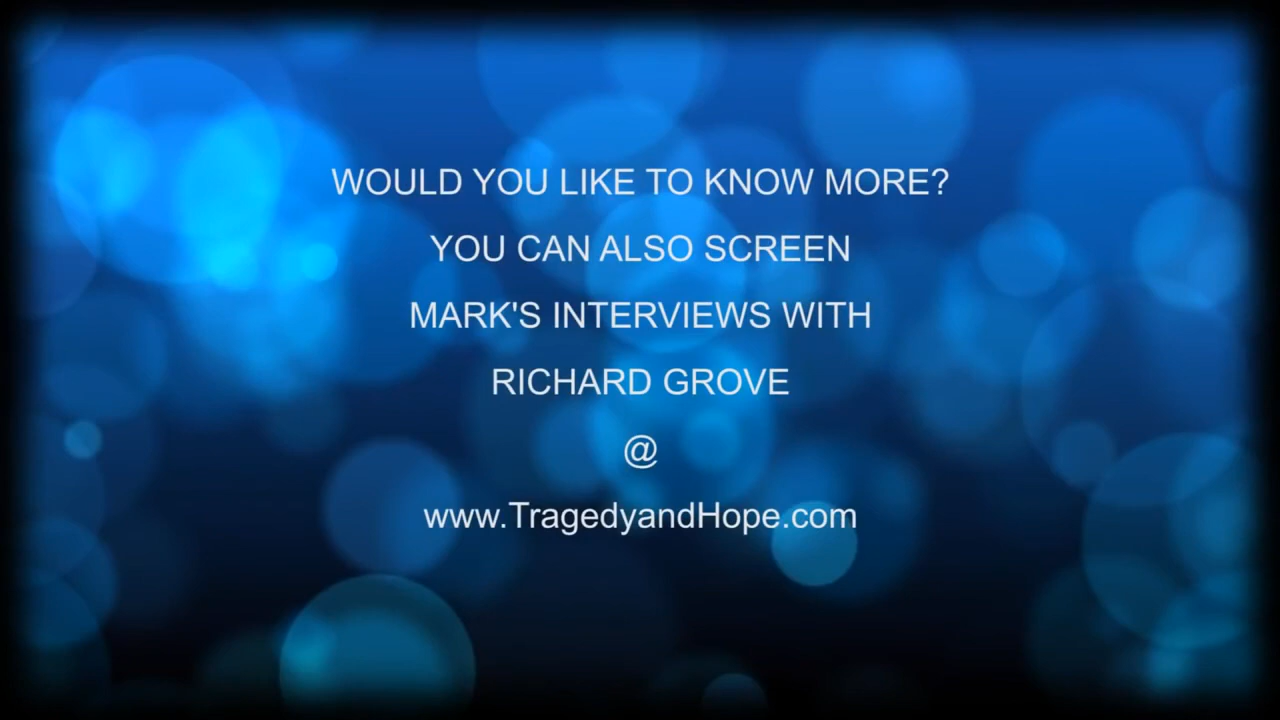 WOULD YOU LIKE TO KNOW MORE?
YOU CAN ALSO SCREEN
MARK'S INTERVIEWS WITH
RICHARD GROVE
@
www.TragedyandHope.com